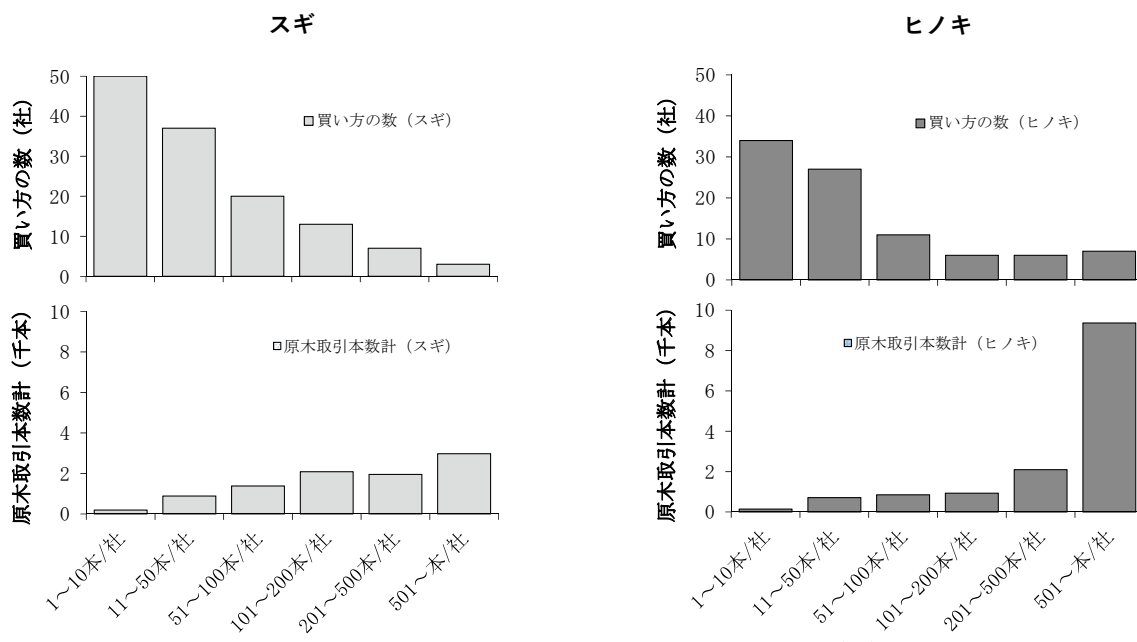 スギ
ヒノキ
買い方の数（社）
50
40
30
20
10
0
買い方の数（スギ）
買い方の数（社）
50
40
30
20
10
0
買い方の数（ヒノキ）
原木取引本数計（千本）
10
8
6
4
2
0
原木取引本数計（スギ）
1～10本/社
11～50本/社
51～100本/社
101～200本/社
201～500本/社
501～本/社
原木取引本数計（千本）
10
8
6
4
2
0
原木取引本数計（ヒノキ）
1～10本/社
11～50本/社
51～100本/社
101～200本/社
201～500本/社
501～本/社